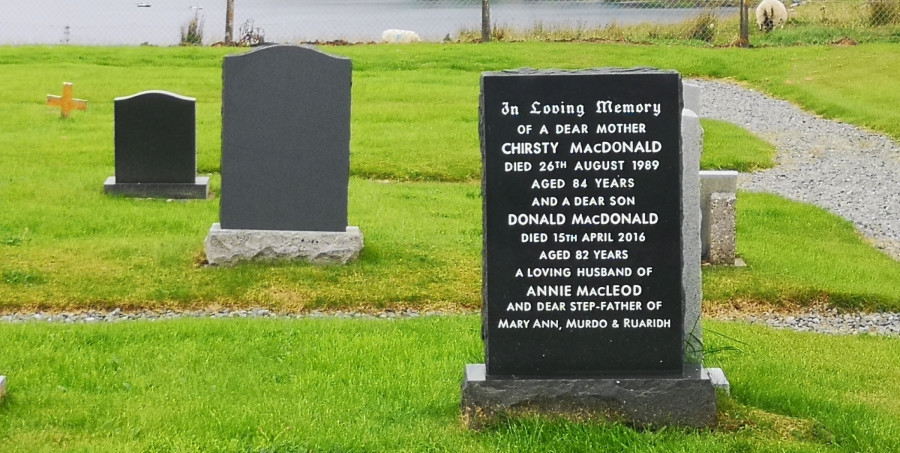 In Loving Memory
OF A DEAR MOTHER
CHIRSTY MACDONALD
DIED 26TH AUGUST 1989
AGED 84 YEARS
AND A DEAR SON
DONALD MACDONALD
DIED 15TH APRIL 2016
AGED 82 YEARS
A LOVING HUSBAND OF
ANNIE MACLEOD
AND DEAR STEP-FATHER OF
MARY ANN, MURDO & RUARIDH